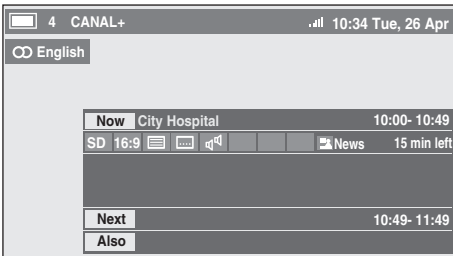 4 CANAL+ 10:34 Tue, 26 Apr
English
Now City Hospital 10:00- 10:49
SD 16:9 News 15 min left
Next 10:49- 11:49
Also